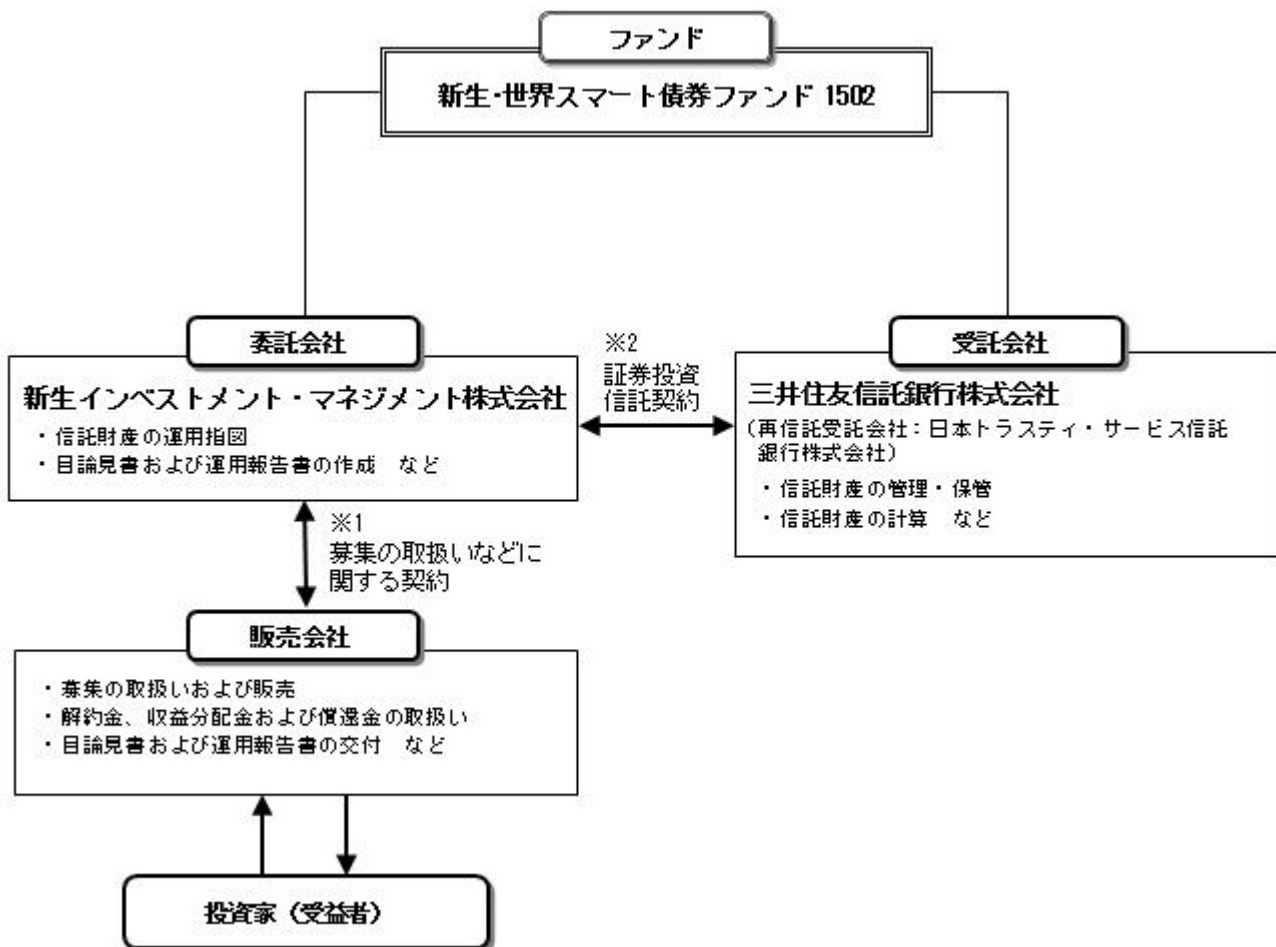 ファンド
新生・世界スマート債券ファンド 1502
委託会社
新生インベストメント・マネジメント株式会社
・信託財産の運用指図
・目論見書および運用報告書の作成 など
※2
証券投資
信託契約
受託会社
三井住友信託銀行株式会社
(再信託受託会社：日本トラスティ・サービス信託
銀行株式会社)
・信託財産の管理・保管
・信託財産の計算 など
※1
募集の取扱いなどに
関する契約
販売会社
・募集の取扱いおよび販売
・解約金、収益分配金および償還金の取扱い
・目論見書および運用報告書の交付 など
投資家（受益者）